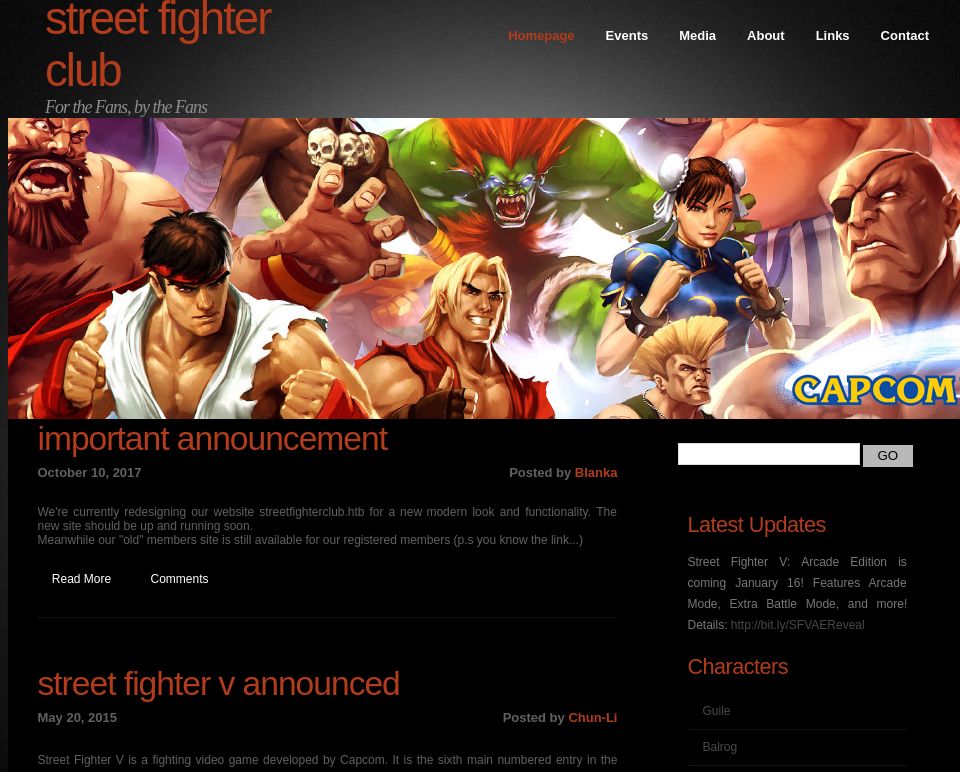 street fighter
club
For the Fans, by the Fans
Homepage Events Media About Links Contact
CAPCOM
important announcement
October 10, 2017 Posted by Blanka
We're currently redesigning our website streetfighterclub.htb for a new modern look and functionality. The
new site should be up and running soon.
Meanwhile our "old" members site is still available for our registered members (p.s you know the link...)
Read More Comments
street fighter v announced
May 20, 2015 Posted by Chun-Li
Street Fighter V is a fighting video game developed by Capcom. It is the sixth main numbered entry in the
GO
Latest Updates
Street Fighter V: Arcade Edition is
coming January 16! Features Arcade
Mode, Extra Battle Mode, and more!
Details: http://bit.ly/SFVAEReveal
Characters
Guile
Balrog